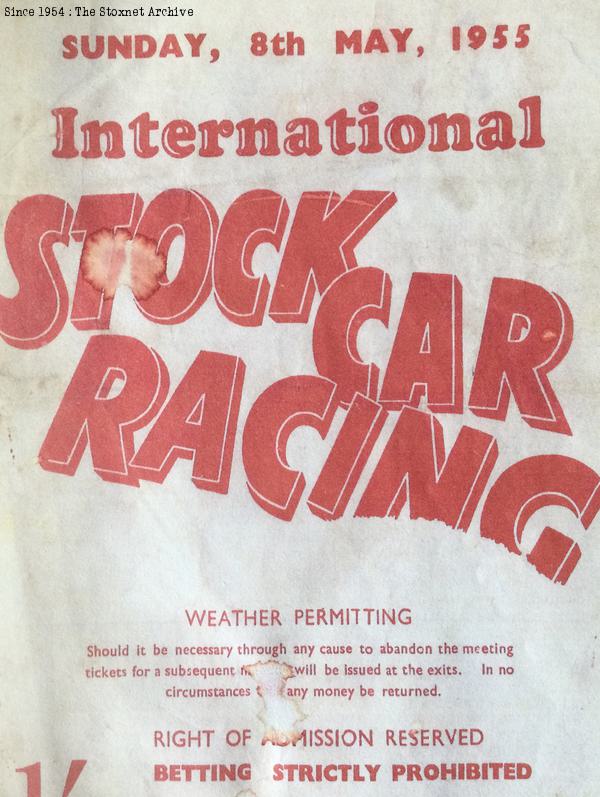 Since 1954 : The Stoxnet Archive
SUNDAY, 8th MAY, 1955
International
STOCK
CAR
RACING
WEATHER PERMITTING
Should it be necessary through any cause to abandon the meeting
tickets for a subsequent will be issued at the exits. In no
circumstances any money be returned.
RIGHT OF ADMISSION RESERVED
1/-
BETTING STRICTLY PROHIBITED